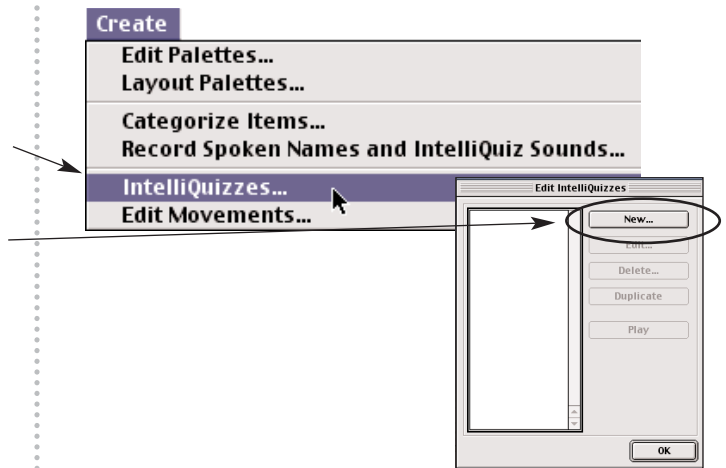 Create
Edit Palettes...
Layout Palettes...
Categorize Items...
Record Spoken Names and IntelliQuiz Sounds...
IntelliQuizzes...
Edit Movements...
Edit IntelliQuizzes
New...
Edit...
Delete...
Duplicate
Play
OK